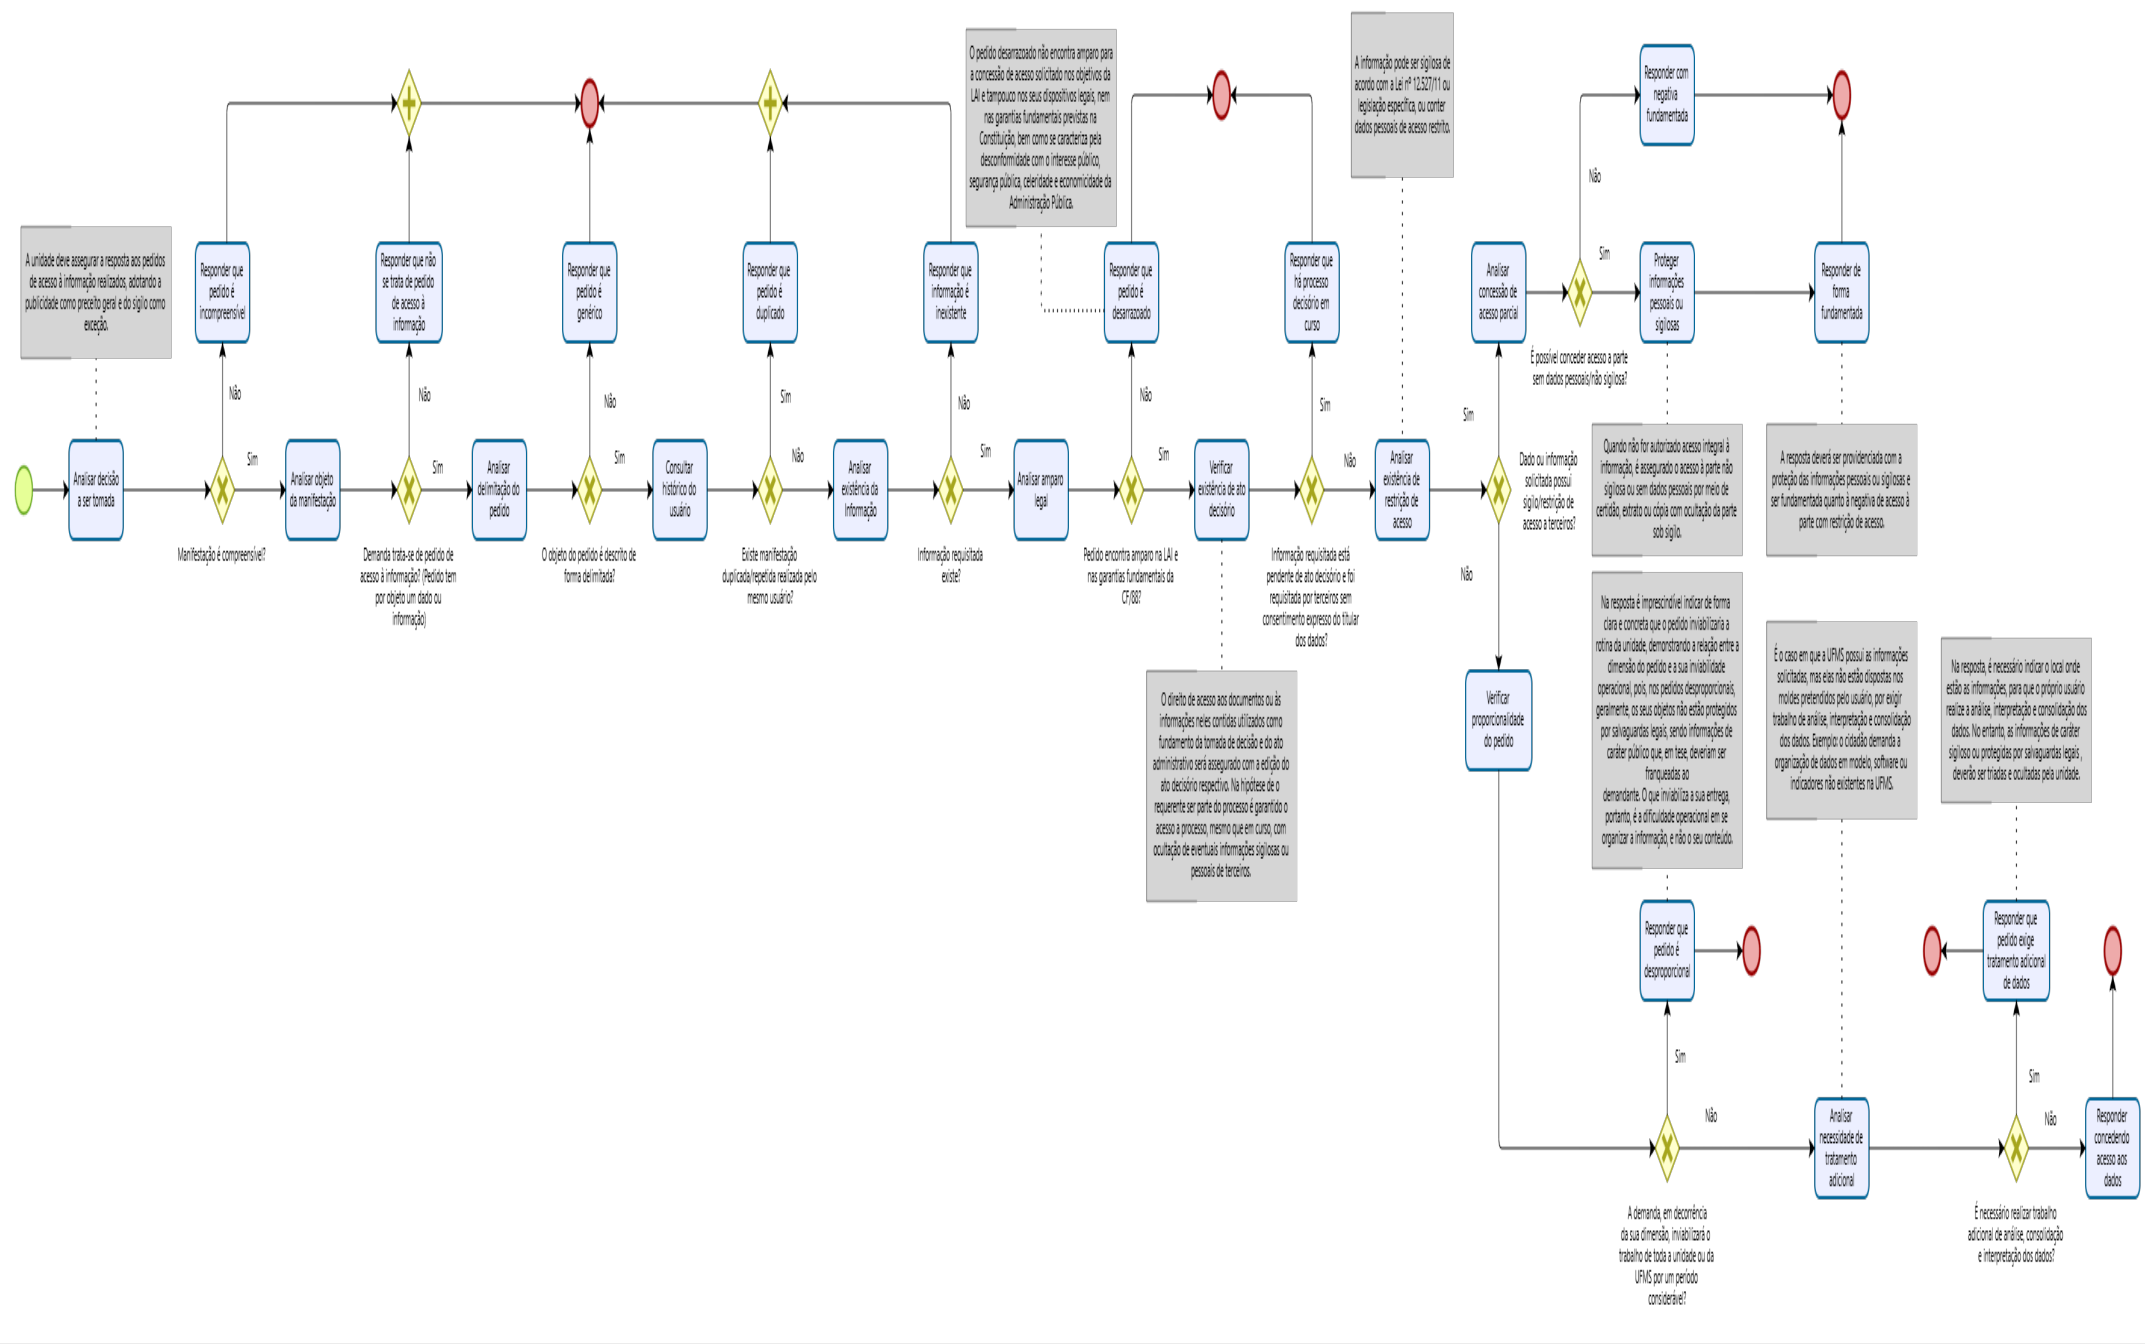 O pedido desarrazoado não encontra amparo para
a concessão de acesso solicitado nos objetivos da
LAI e tampouco nos seus dispositivos legais, nem
nas garantias fundamentais previstas na
Constituição, bem como se caracteriza pela
desconformidade com o interesse público,
segurança pública, celeridade e economicidade da
Administração Pública.
A informação pode ser sigilosa de
acordo com a Lei nº 12.527/11 ou
legislação específica, ou conter
dados pessoais de acesso restrito.
Responder com
negativa
fundamentada
Não
A unidade deve assegurar a resposta aos pedidos
de acesso à informação realizados, adotando a
publicidade como preceito geral e do sigilo como
exceção.
Responder que
pedido é
incompreensível
Responder que não
se trata de pedido
de acesso à
informação
Responder que
pedido é
genérico
Responder que
pedido é
duplicado
Responder que
informação é
inexistente
Responder que
pedido é
desarrazoado
Responder que
há processo
decisório em
curso
Analisar
concessão de
acesso parcial
Sim
Proteger
informações
pessoais ou
sigilosas
Responder de
forma
fundamentada
É possível conceder acesso a parte
sem dados pessoais/não sigilosa?
Não
Não
Não
Sim
Não
Não
Sim
Sim
Analisar decisão
a ser tomada
Sim
Manifestação é compreensível?
Analisar objeto
da manifestação
Sim
Demanda trata-se de pedido de
acesso à informação? (Pedido tem
por objeto um dado ou
informação)
Analisar
delimitação do
pedido
Sim
O objeto do pedido é descrito de
forma delimitada?
Consultar
histórico do
usuário
Não
Existe manifestação
duplicada/repetida realizada pelo
mesmo usuário?
Analisar
existência da
Informação
Sim
Informação requisitada
existe?
Analisar amparo
legal
Sim
Pedido encontra amparo na LAI e
nas garantias fundamentais da
CF/88?
Verificar
existência de ato
decisório
Não
Informação requisitada está
pendente de ato decisório e foi
requisitada por terceiros sem
consentimento expresso do titular
dos dados?
Analisar
existência de
restrição de
acesso
Dado ou informação
solicitada possui
sigilo/restrição de
acesso a terceiros?
Quando não for autorizado acesso integral à
informação, é assegurado o acesso à parte não
sigilosa ou sem dados pessoais por meio de
certidão, extrato ou cópia com ocultação da parte
sob sigilo.
A resposta deverá ser providenciada com a
proteção das informações pessoais ou sigilosas e
ser fundamentada quanto à negativa de acesso à
parte com restrição de acesso.
Não
O direito de acesso aos documentos ou às
informações neles contidas utilizados como
fundamento da tomada de decisão e do ato
administrativo será assegurado com a edição do
ato decisório respectivo. Na hipótese de o
requerente ser parte do processo é garantido o
acesso a processo, mesmo que em curso, com
ocultação de eventuais informações sigilosas ou
pessoais de terceiros.
Verificar
proporcionalidade
do pedido
Na resposta é imprescindível indicar de forma
clara e concreta que o pedido inviabilizaria a
rotina da unidade, demonstrando a relação entre a
dimensão do pedido e a sua inviabilidade
operacional, pois, nos pedidos desproporcionais,
geralmente, os seus objetos não estão protegidos
por salvaguardas legais, sendo informações de
caráter público que, em tese, deveriam ser
franqueadas ao
demandante. O que inviabiliza a sua entrega,
portanto, é a dificuldade operacional em se
organizar a informação, e não o seu conteúdo.
É o caso em que a UFMS possui as informações
solicitadas, mas elas não estão dispostas nos
moldes pretendidos pelo usuário, por exigir
trabalho de análise, interpretação e consolidação
dos dados. Exemplo: o cidadão demanda a
organização de dados em modelo, software ou
indicadores não existentes na UFMS.
Na resposta, é necessário indicar o local onde
estão as informações, para que o próprio usuário
realize a análise, interpretação e consolidação dos
dados. No entanto, as informações de caráter
sigiloso ou protegidas por salvaguardas legais ,
deverão ser triadas e ocultadas pela unidade.
Responder que
pedido é
desproporcional
Responder que
pedido exige
tratamento adicional
de dados
Sim
Não
Sim
Não
Analisar
necessidade de
tratamento
adicional
Responder
concedendo
acesso aos
dados
A demanda, em decorrência
da sua dimensão, inviabilizará o
trabalho de toda a unidade ou da
UFMS por um período
considerável?
É necessário realizar trabalho
adicional de análise, consolidação
e interpretação dos dados?